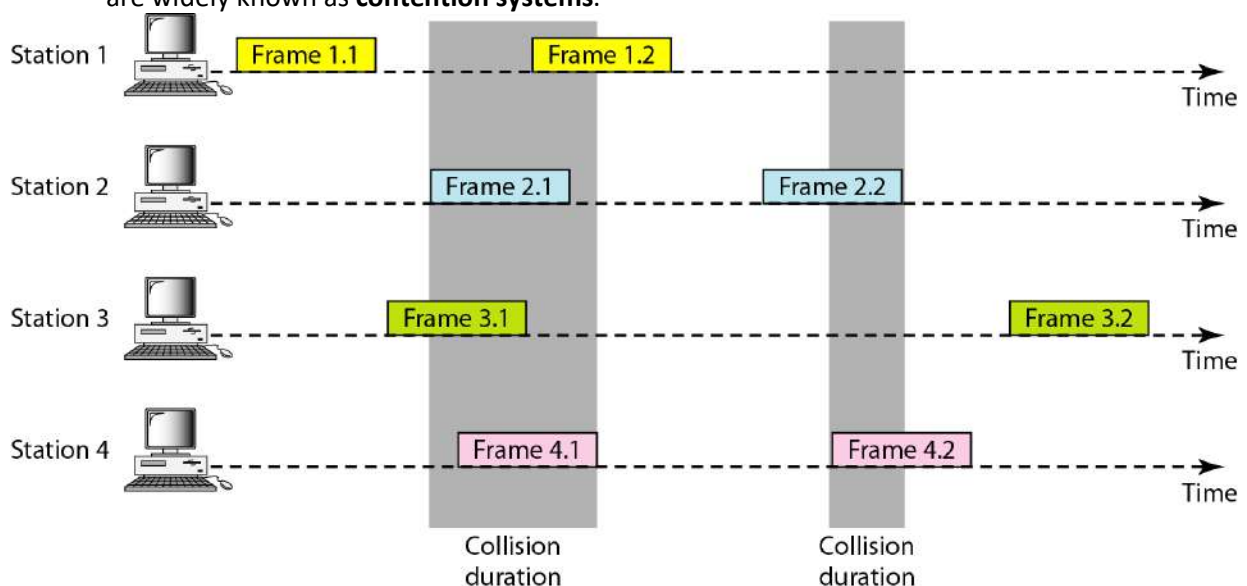 are widely known as contention systems.
Station 1
Frame 1.1
Frame 1.2
Time
Station 2
Frame 2.1
Frame 2.2
Time
Station 3
Frame 3.1
Frame 3.2
Time
Station 4
Frame 4.1
Frame 4.2
Time
Collision
duration
Collision
duration